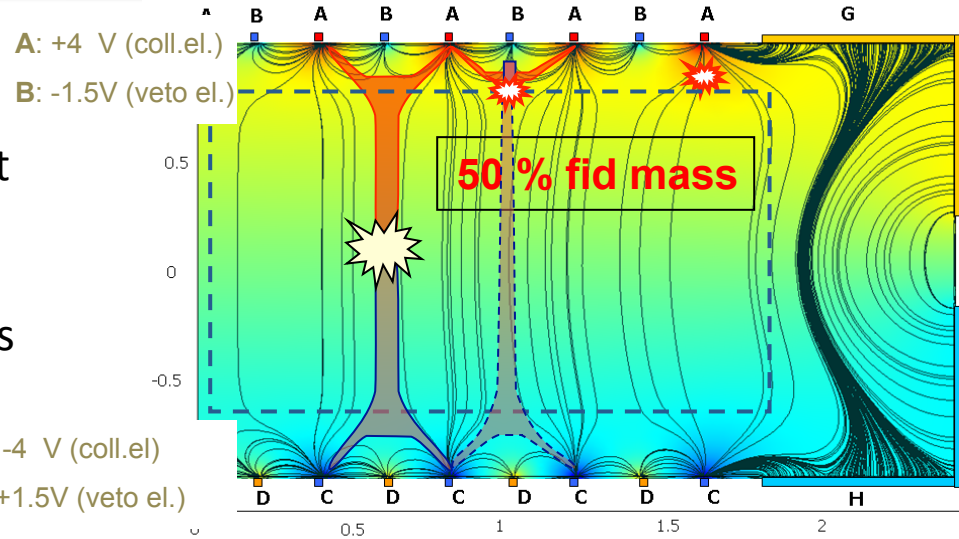 B A B A B A B A G
A: +4 V (coll.el.)
B: -1.5V (veto el.)
t
0.5
50 % fid mass
0
s
-0.5
-4 V (coll.el)
+1.5V (veto el.)
D C D C D C D C H
0.5 1 1.5 2